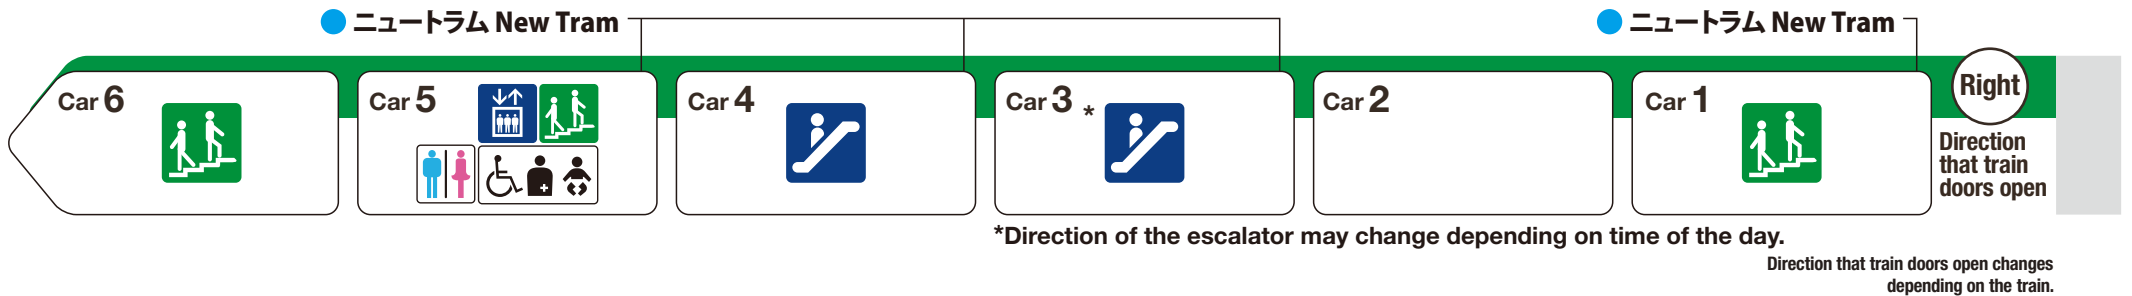 ニュートラム New Tram
ニュートラム New Tram
Car 6
Car 5
Car 4
Car 3 *
Car 2
Car 1
Right
Direction
that train
doors open
*Direction of the escalator may change depending on time of the day.
Direction that train doors open changes
depending on the train.